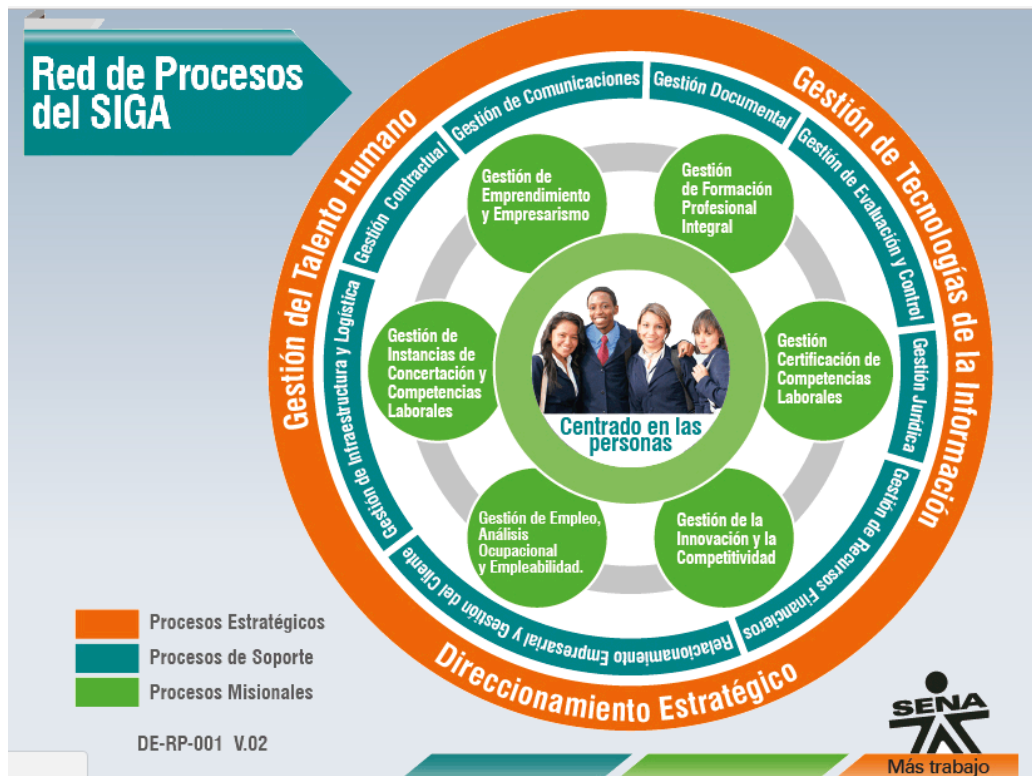 Red de Procesos
del SIGA
Gestión del Talento Humano
Gestión de Tecnologías de la Información
Direccionamiento Estratégico
Gestión de Infraestructura y Logística
Gestión Contractual
Gestión de Comunicaciones
Gestión Documental
Gestión de Evaluación y Control
Gestión Jurídica
Gestión de Recursos Financieros
Relacionamiento Empresarial y Gestión del Cliente
Gestión de
Emprendimiento
y Empresarismo
Gestión
de Formación
Profesional
Integral
Gestión de
Instancias de
Concertación y
Competencias
Laborales
Gestión
Certificación de
Competencias
Laborales
Centrado en las
personas
Gestión de Empleo,
Análisis
Ocupacional
y Empleabilidad.
Gestión de la
Innovación y la
Competitividad
Procesos Estratégicos
Procesos de Soporte
Procesos Misionales
DE-RP-001 V.02
SENA
Más trabajo